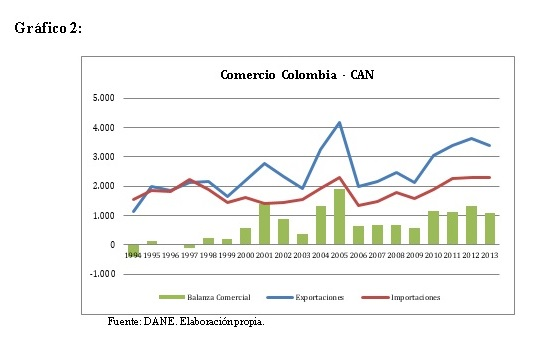 Gráfico 2:
Comercio Colombia - CAN
5.000
4.000
3.000
2.000
1.000
0
-1.000
1994 1995 1996 1997 1998 1999 2000 2001 2002 2003 2004 2005 2006 2007 2008 2009 2010 2011 2012 2013
Balanza Comercial Exportaciones Importaciones
Fuente: DANE. Elaboración propia.